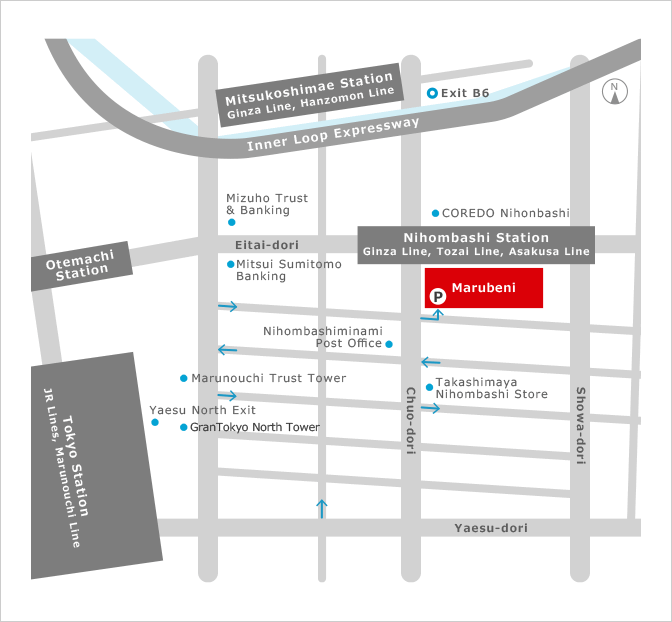 Mitsukoshimae Station
Ginza Line, Hanzomon Line
Exit B6
N
Inner Loop Expressway
Mizuho Trust
& Banking
COREDO Nihonbashi
Eitai-dori
Nihombashi Station
Ginza Line, Tozai Line, Asakusa Line
Otemachi
Station
Mitsui Sumitomo
Banking
P
Marubeni
Nihombashiminami
Post Office
Marunouchi Trust Tower
Takashimaya
Nihombashi Store
Yaesu North Exit
GranTokyo North Tower
Chuo-dori
Showa-dori
Tokyo Station
JR Lines, Marunouchi Line
Yaesu-dori